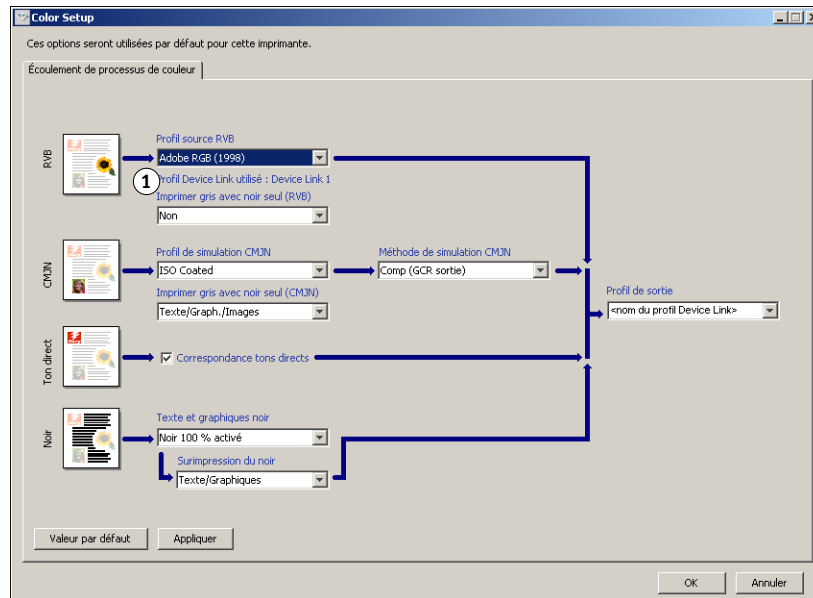 Color Setup
Ces options seront utilisées par défaut pour cette imprimante.
Écoulement de processus de couleur
RVB
Profil source RVB
Adobe RGB (1998)
1
Profil Device Link utilisé : Device Link 1
Imprimer gris avec noir seul (RVB)
Non
CMJN
Profil de simulation CMJN
ISO Coated
Méthode de simulation CMJN
Comp (GCR sortie)
Imprimer gris avec noir seul (CMJN)
Texte/Graph./Images
Profil de sortie
<nom du profil Device Link>
Ton direct
Correspondance tons directs
Noir
Texte et graphiques noir
Noir 100 % activé
Surimpression du noir
Texte/Graphiques
Valeur par défaut
Appliquer
OK
Annuler